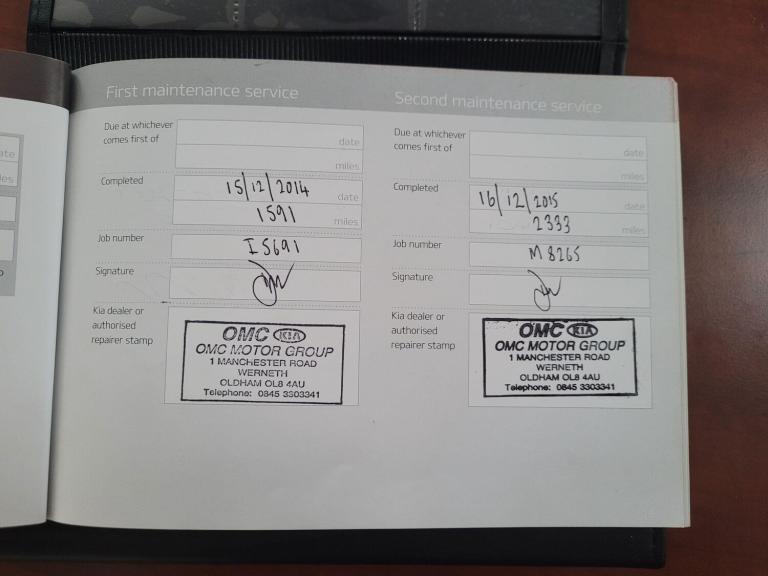 First maintenance service
Due at whichever
comes first of
date
miles
Completed
15/12/2014 date
1591 miles
Job number
I5691
Signature
Kia dealer or
authorised
repairer stamp
OMC KIA
OMC MOTOR GROUP
1 MANCHESTER ROAD
WERNETH
OLDHAM OL8 4AU
Telephone: 0845 3303341
Second maintenance service
Due at whichever
comes first of
date
miles
Completed
16/12/2015 date
2333 miles
Job number
M8265
Signature
Kia dealer or
authorised
repairer stamp
OMC KIA
OMC MOTOR GROUP
1 MANCHESTER ROAD
WERNETH
OLDHAM OL8 4AU
Telephone: 0845 3303341